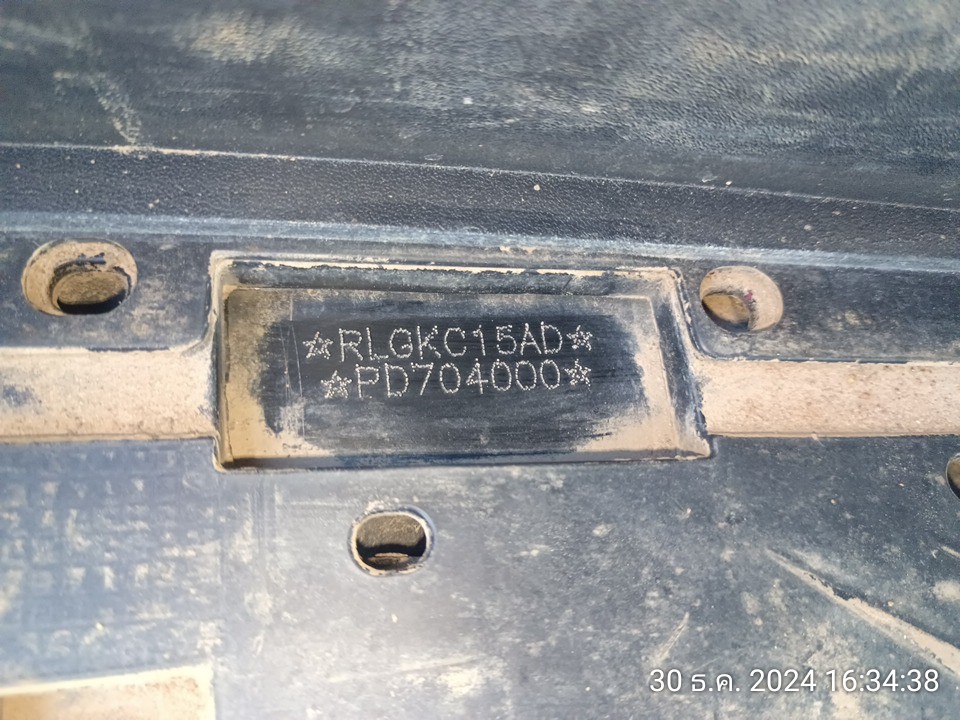 ☆RLGKC15AD☆
☆PD704000☆
30 ธ.ค. 2024 16:34:38